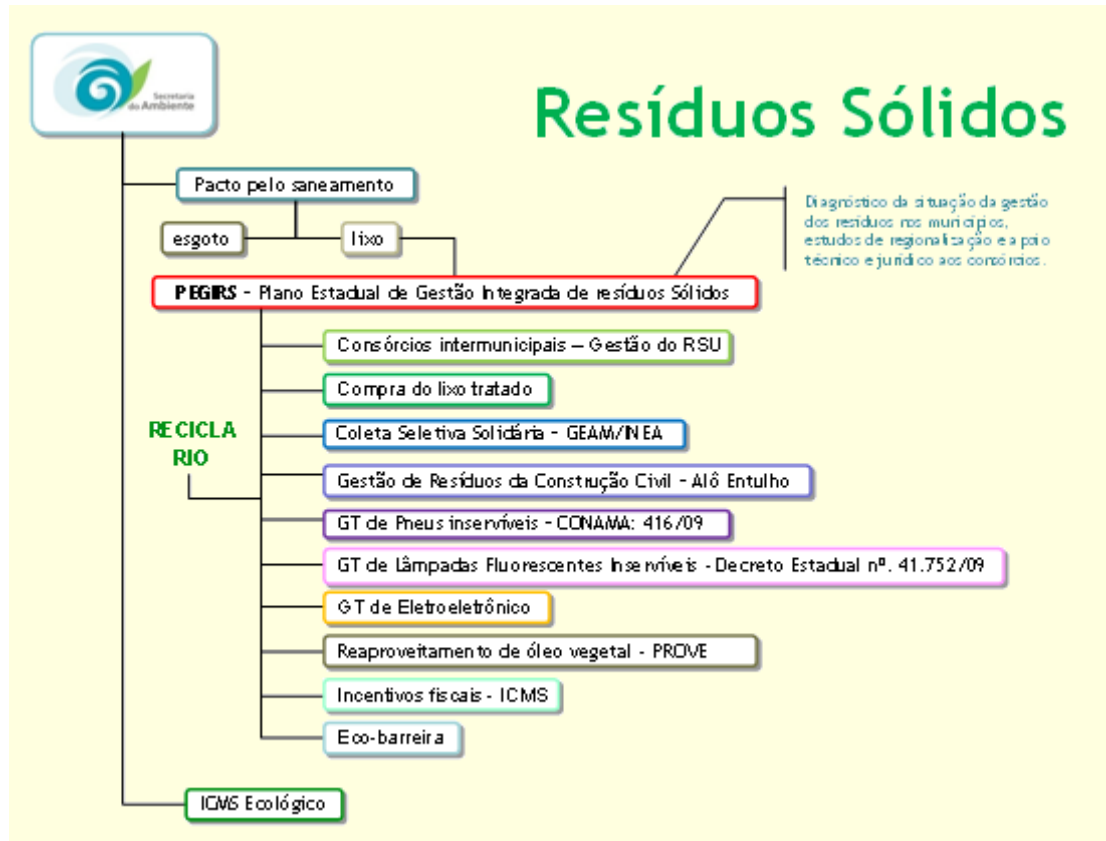 Secretaria
do Ambiente
Resíduos Sólidos
Pacto pelo saneamento
esgoto
lixo
Diagnóstico da situação da gestão
dos resíduos nos municípios,
estudos de regionalização e apoio
técnico e jurídico aos consórcios.
PEGIRS - Plano Estadual de Gestão Integrada de resíduos Sólidos
Consórcios intermunicipais – Gestão do RSU
Compra do lixo tratado
RECICLA
RIO
Coleta Seletiva Solidária - GEAM/INEA
Gestão de Resíduos da Construção Civil - Alô Entulho
GT de Pneus inservíveis - CONAMA: 416/09
GT de Lâmpadas Fluorescentes Inservíveis - Decreto Estadual nº. 41.752/09
GT de Eletroeletrônico
Reaproveitamento de óleo vegetal - PROVE
Incentivos fiscais - ICMS
Eco-barreira
ICMS Ecológico